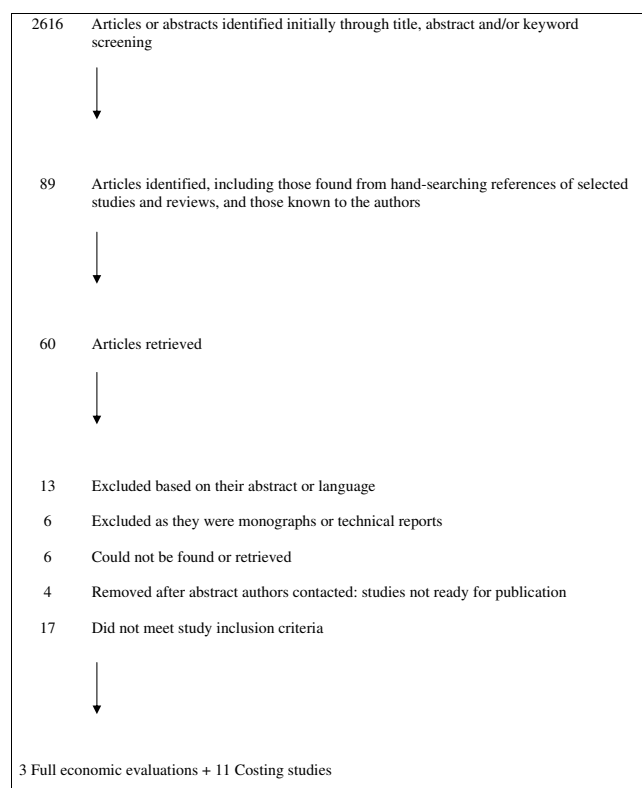 2616 Articles or abstracts identified initially through title, abstract and/or keyword
screening
89 Articles identified, including those found from hand-searching references of selected
studies and reviews, and those known to the authors
60 Articles retrieved
13 Excluded based on their abstract or language
6 Excluded as they were monographs or technical reports
6 Could not be found or retrieved
4 Removed after abstract authors contacted: studies not ready for publication
17 Did not meet study inclusion criteria
3 Full economic evaluations + 11 Costing studies